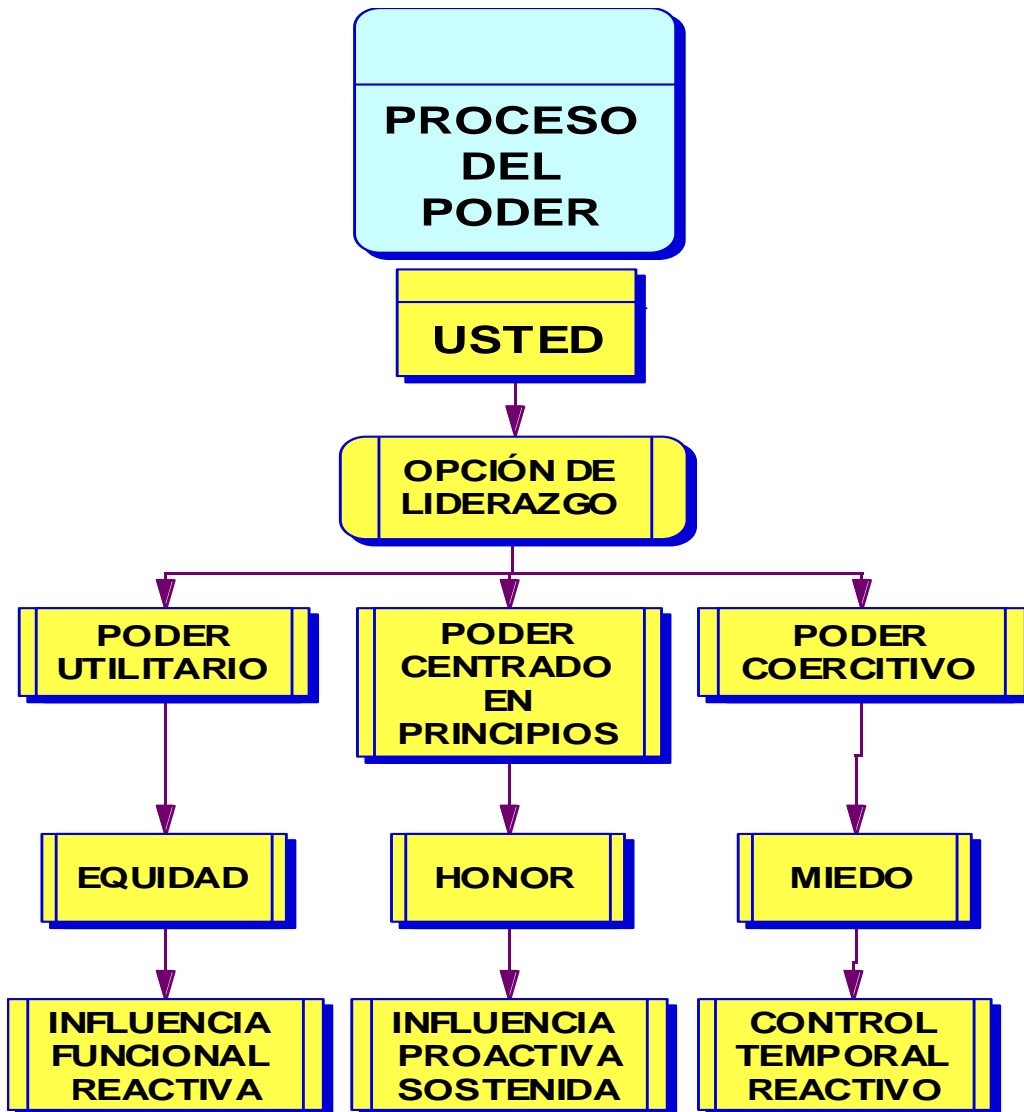 PROCESO
DEL
PODER
USTED
OPCIÓN DE
LIDERAZGO
PODER
UTILITARIO
PODER
CENTRADO
EN
PRINCIPIOS
PODER
COERCITIVO
EQUIDAD
HONOR
MIEDO
INFLUENCIA
FUNCIONAL
REACTIVA
INFLUENCIA
PROACTIVA
SOSTENIDA
CONTROL
TEMPORAL
REACTIVO